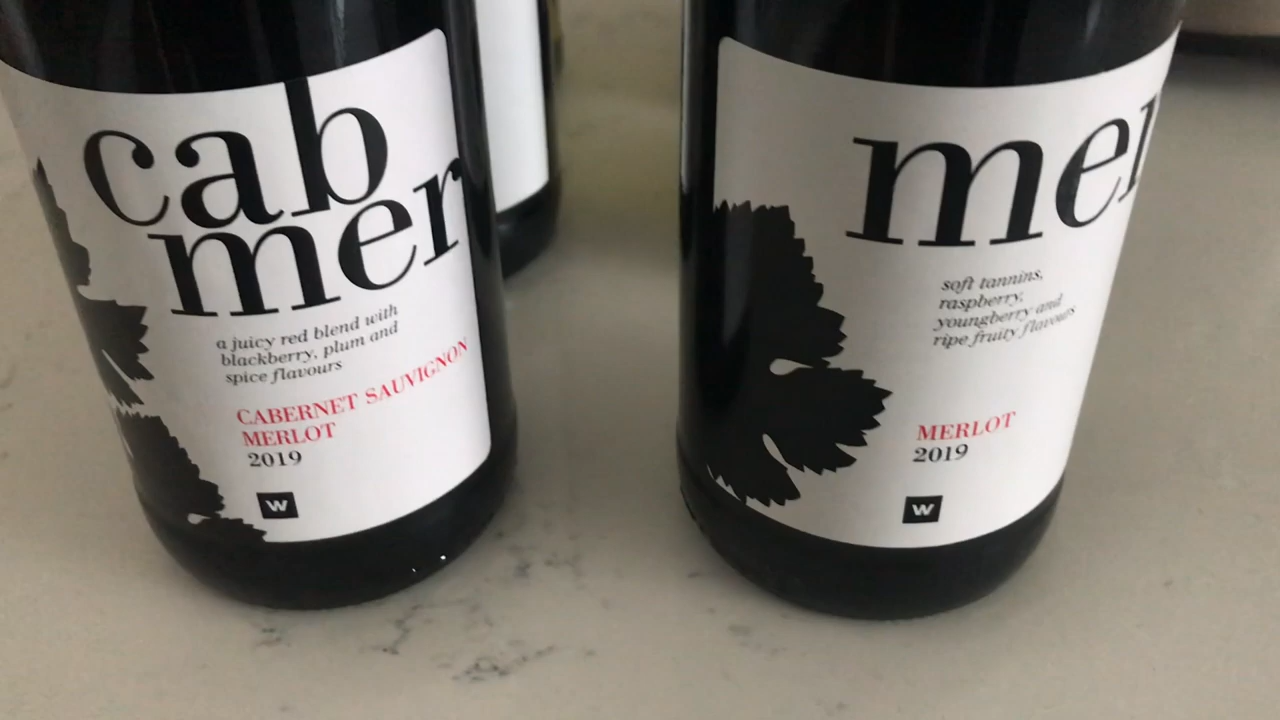 cab
mer
a juicy red blend with
blackberry, plum and
spice flavours
CABERNET SAUVIGNON
MERLOT
2019
W
mer
soft tannins,
raspberry,
youngberry and
ripe fruity flavours
MERLOT
2019
W